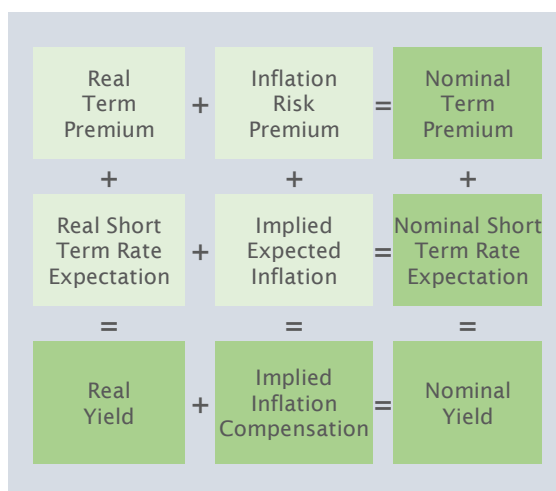 Real
Term
Premium
+
Inflation
Risk
Premium
=
Nominal
Term
Premium
+
+
+
Real Short
Term Rate
Expectation
+
Implied
Expected
Inflation
=
Nominal Short
Term Rate
Expectation
=
=
=
Real
Yield
+
Implied
Inflation
Compensation
=
Nominal
Yield